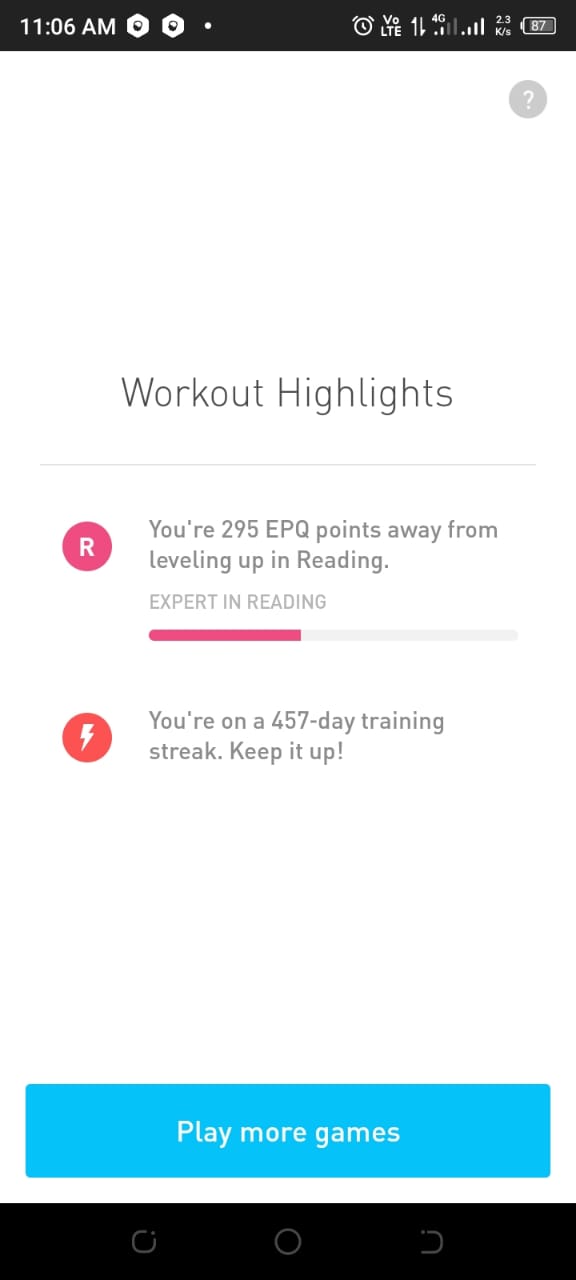 11:06 AM
Vo
LTE
4G
2.3
K/s
87
?
Workout Highlights
R
You're 295 EPQ points away from
leveling up in Reading.
EXPERT IN READING
You're on a 457-day training
streak. Keep it up!
Play more games